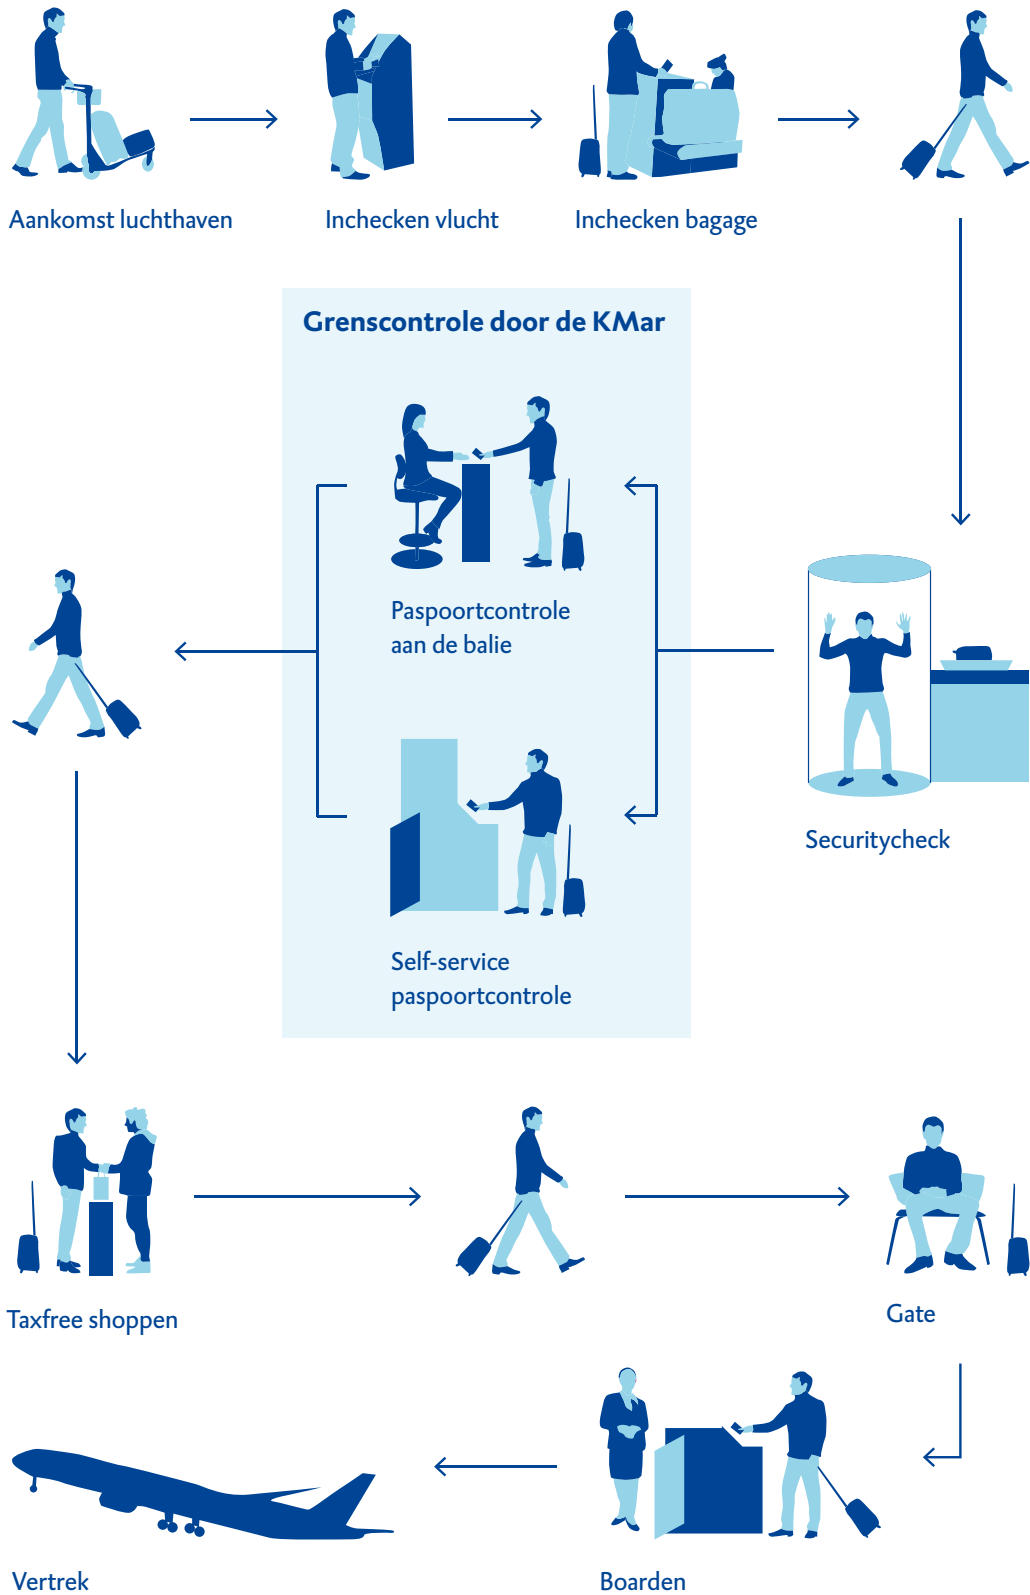 Aankomst luchthaven
Inchecken vlucht
Inchecken bagage
Grenscontrole door de KMar
Paspoortcontrole
aan de balie
Securitycheck
Self-service
paspoortcontrole
Taxfree shoppen
Gate
Vertrek
Boarden